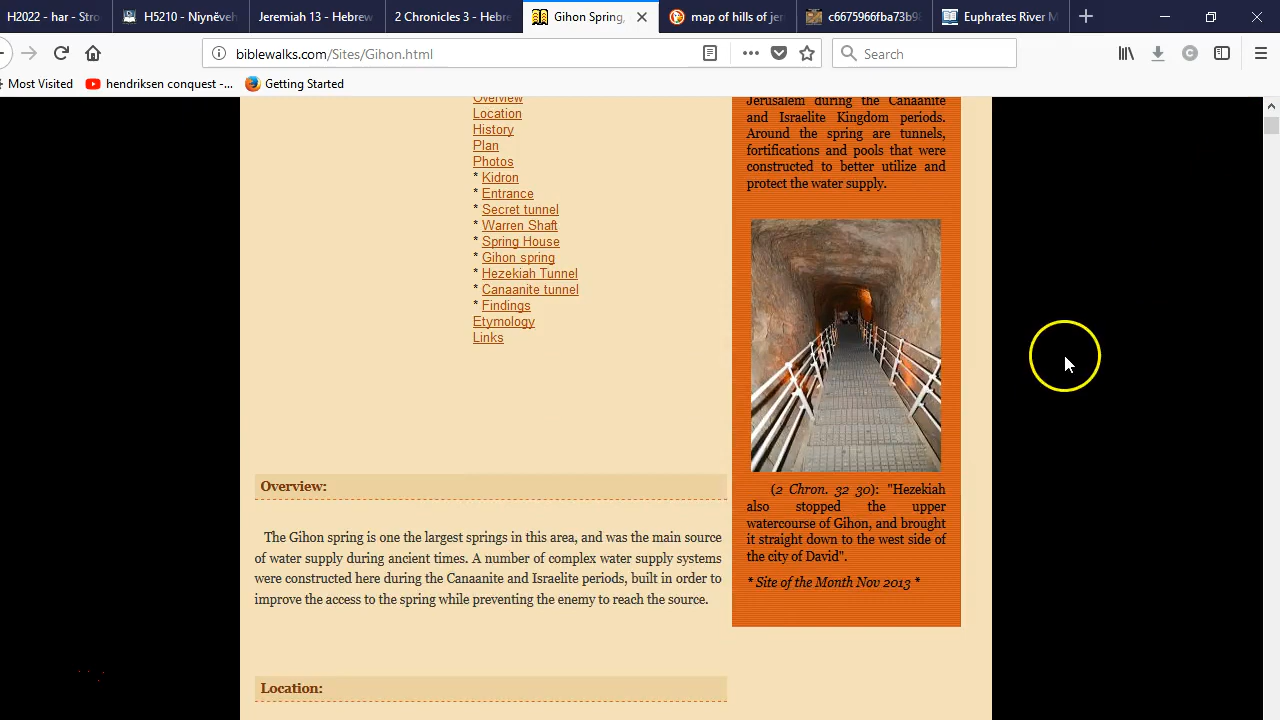 H2022 - har - Stro
H5210 - Niynĕveh
Jeremiah 13 - Hebrew
2 Chronicles 3 - Hebre
Gihon Spring,
map of hills of jer
c6675966fba73b98
Euphrates River M
biblewalks.com/Sites/Gihon.html
Search
Most Visited
hendriksen conquest -...
Getting Started
Overview
Location
History
Plan
Photos
* Kidron
* Entrance
* Secret tunnel
* Warren Shaft
* Spring House
* Gihon spring
* Hezekiah Tunnel
* Canaanite tunnel
* Findings
Etymology
Links
Jerusalem during the Canaanite
and Israelite Kingdom periods.
Around the spring are tunnels,
fortifications and pools that were
constructed to better utilize and
protect the water supply.
(2 Chron. 32 30): "Hezekiah
also stopped the upper
watercourse of Gihon, and brought
it straight down to the west side of
the city of David".
* Site of the Month Nov 2013 *
Overview:
The Gihon spring is one the largest springs in this area, and was the main source
of water supply during ancient times. A number of complex water supply systems
were constructed here during the Canaanite and Israelite periods, built in order to
improve the access to the spring while preventing the enemy to reach the source.
Location: